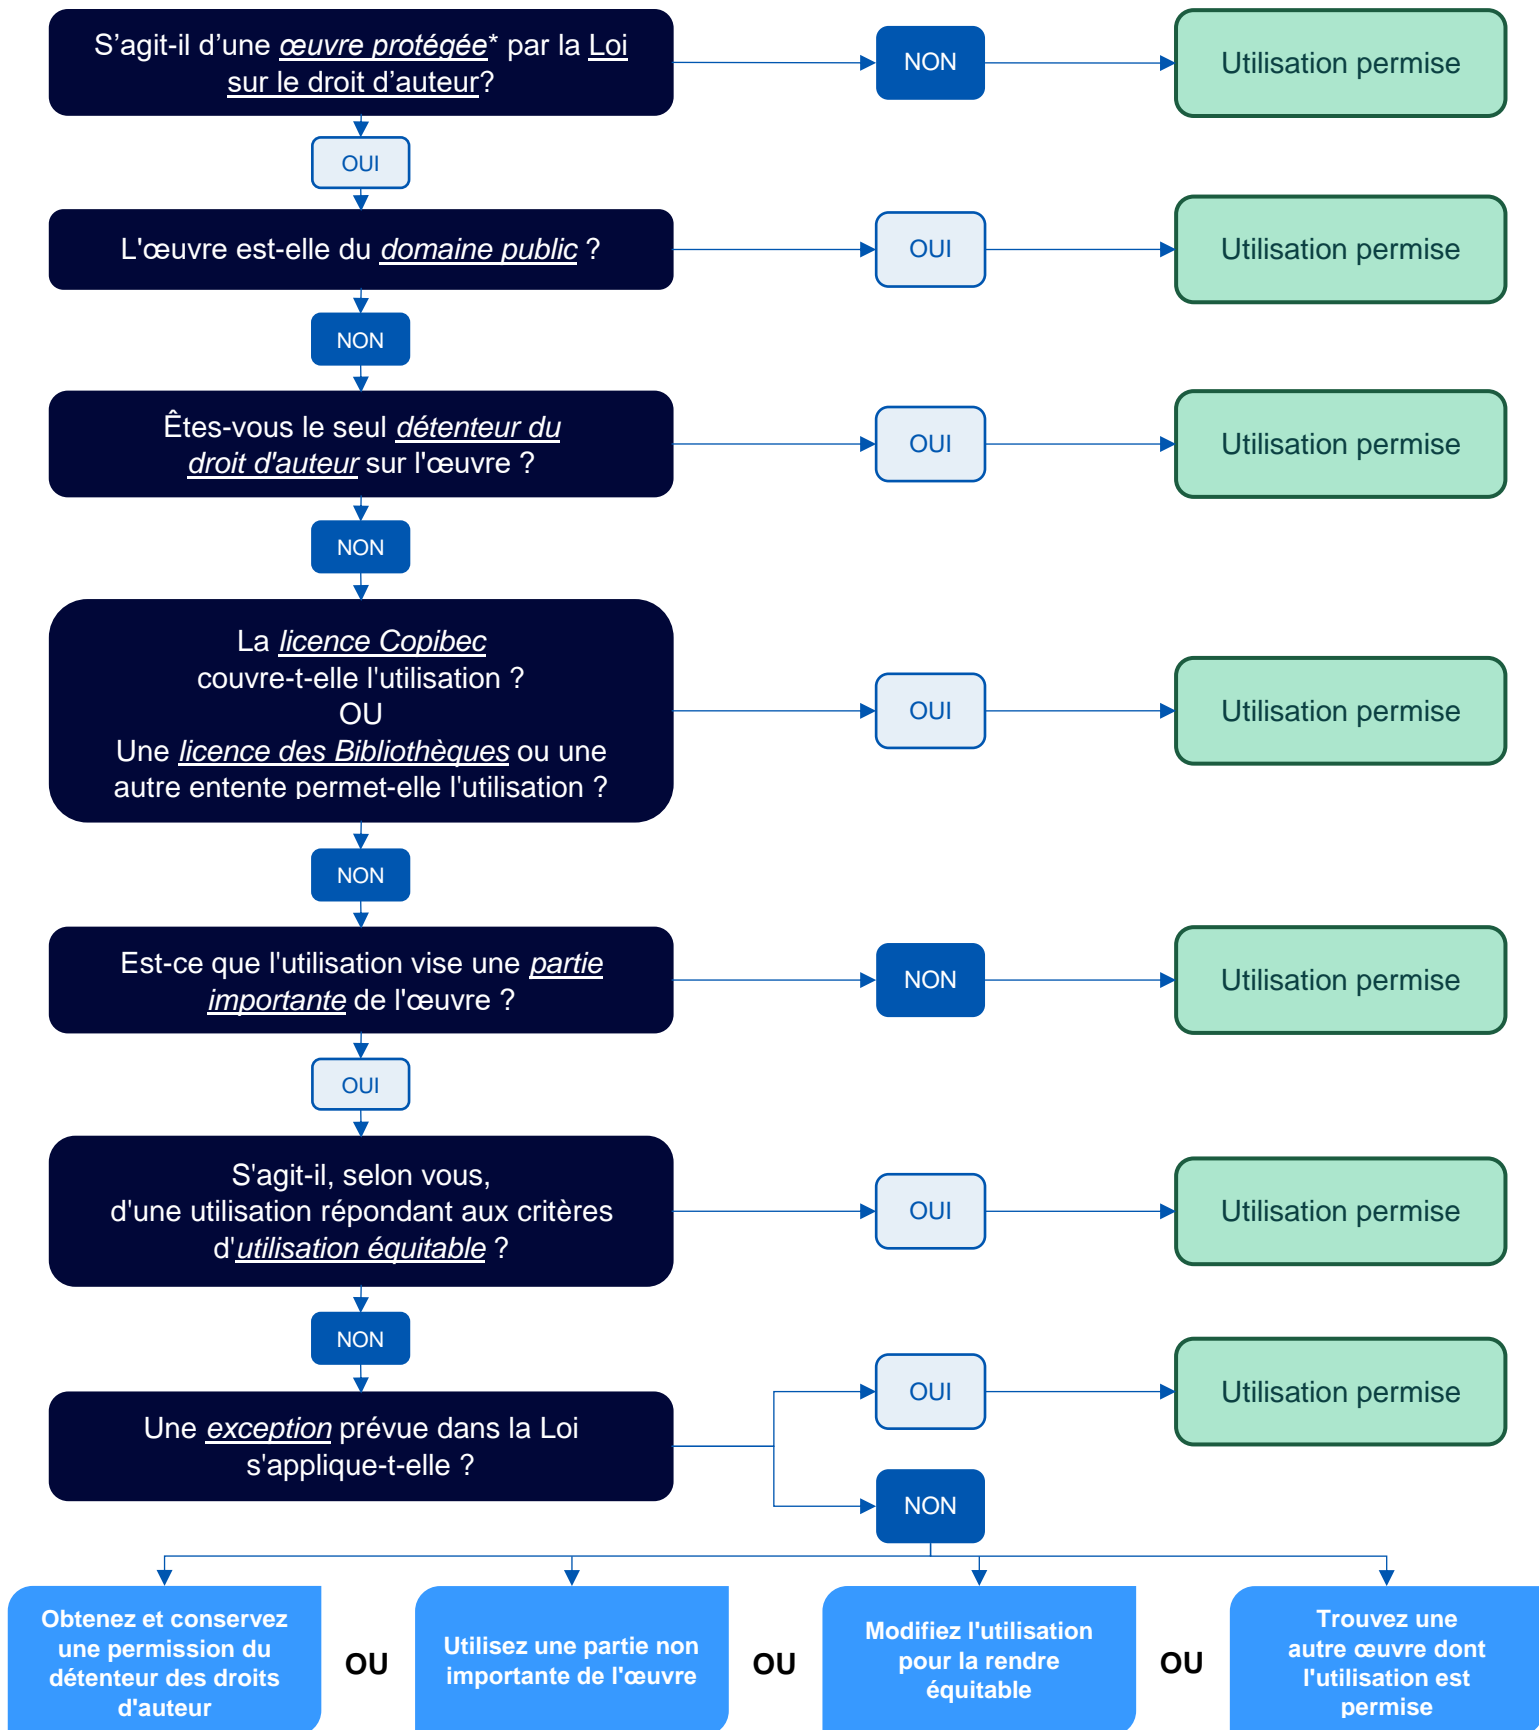 S’agit-il d’une œuvre protégée* par la Loi
sur le droit d’auteur?
NON
Utilisation permise
OUI
L'œuvre est-elle du domaine public ?
OUI
Utilisation permise
NON
Êtes-vous le seul détenteur du
droit d'auteur sur l'œuvre ?
OUI
Utilisation permise
NON
La licence Copibec
couvre-t-elle l'utilisation ?
OU
Une licence des Bibliothèques ou une
autre entente permet-elle l'utilisation ?
OUI
Utilisation permise
NON
Est-ce que l'utilisation vise une partie
importante de l'œuvre ?
NON
Utilisation permise
OUI
S'agit-il, selon vous,
d'une utilisation répondant aux critères
d'utilisation équitable ?
OUI
Utilisation permise
NON
Une exception prévue dans la Loi
s'applique-t-elle ?
OUI
Utilisation permise
NON
Obtenez et conservez
une permission du
détenteur des droits
d'auteur
OU
Utilisez une partie non
importante de l'œuvre
OU
Modifiez l'utilisation
pour la rendre
équitable
OU
Trouvez une
autre œuvre dont
l'utilisation est
permise